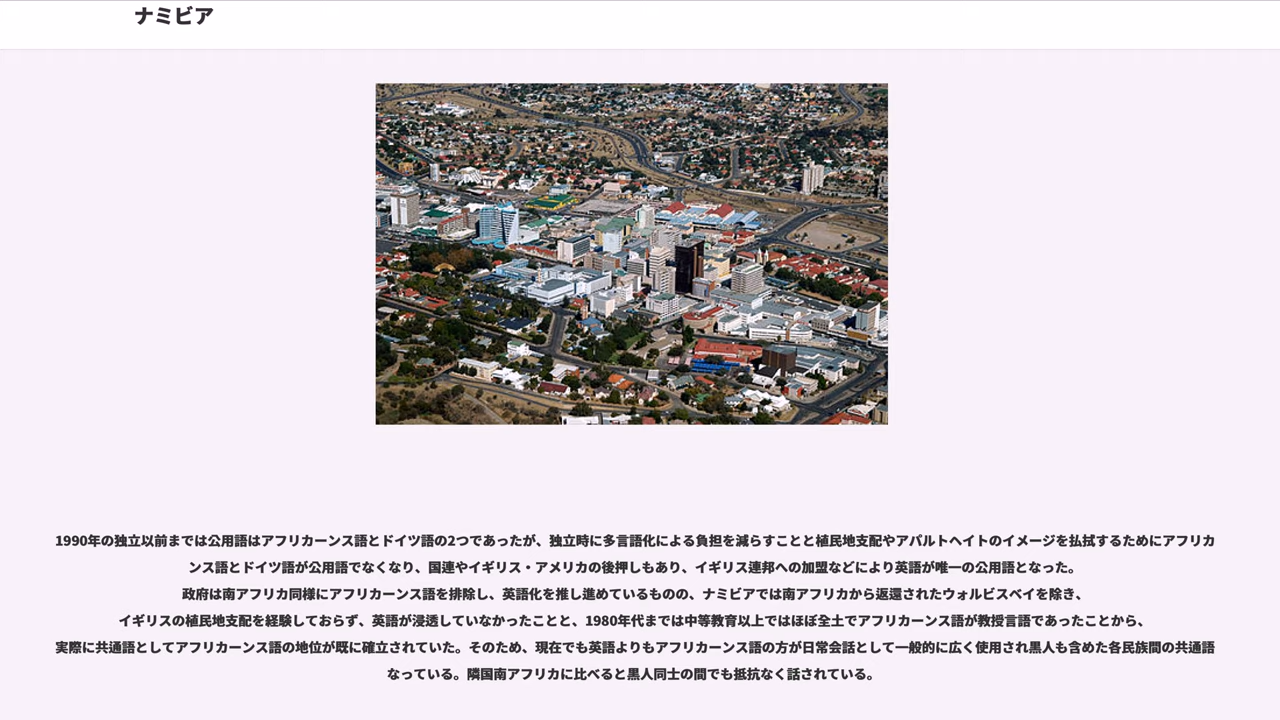 ナミビア
1990年の独立以前までは公用語はアフリカーンス語とドイツ語の2つであったが、独立時に多言語化による負担を減らすことと植民地支配やアパルトヘイトのイメージを払拭するためにアフリカ
ンス語とドイツ語が公用語でなくなり、国連やイギリス・アメリカの後押しもあり、イギリス連邦への加盟などにより英語が唯一の公用語となった。
政府は南アフリカ同様にアフリカーンス語を排除し、英語化を推し進めているものの、ナミビアでは南アフリカから返還されたウォルビスベイを除き、
イギリスの植民地支配を経験しておらず、英語が浸透していなかったことと、1980年代までは中等教育以上ではほぼ全土でアフリカーンス語が教授言語であったことから、
実際に共通語としてアフリカーンス語の地位が既に確立されていた。そのため、現在でも英語よりもアフリカーンス語の方が日常会話として一般的に広く使用され黒人も含めた各民族間の共通語
なっている。隣国南アフリカに比べると黒人同士の間でも抵抗なく話されている。